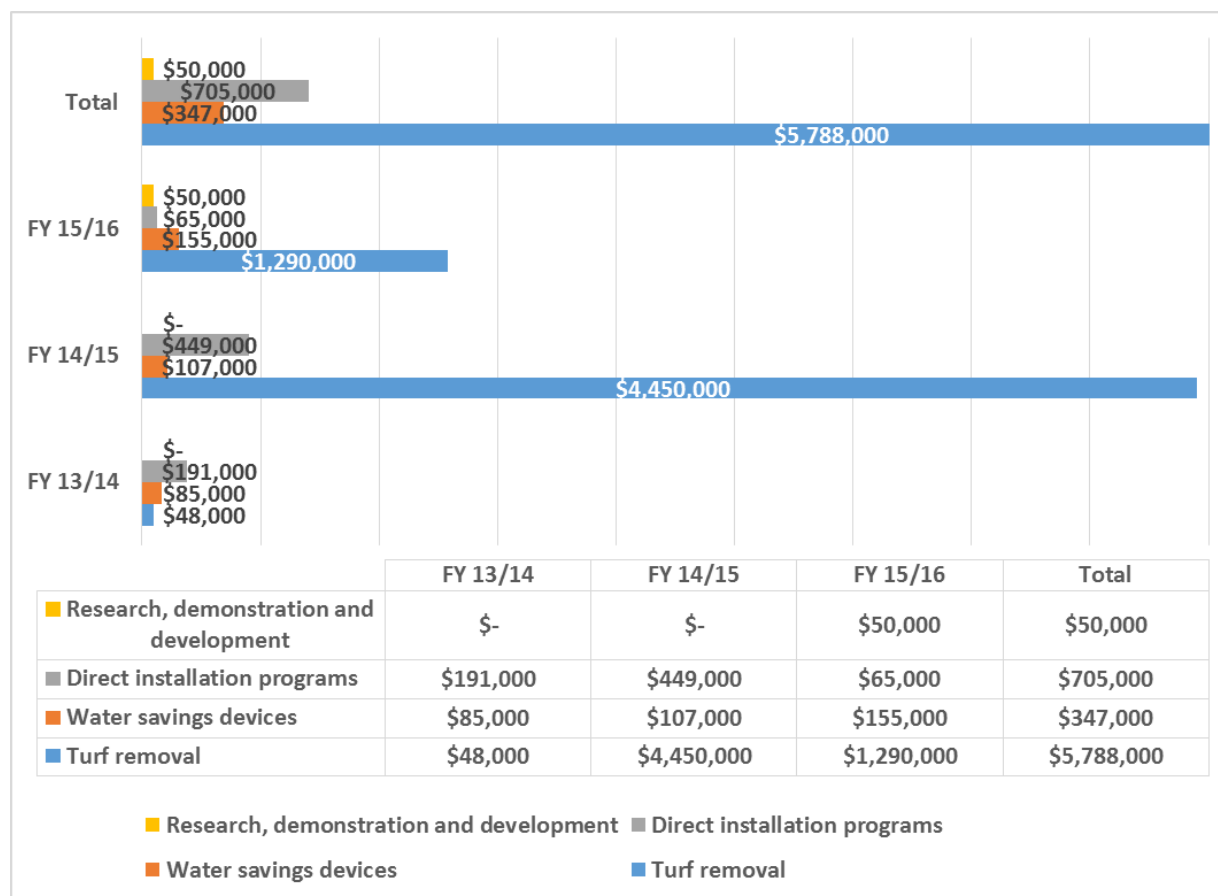 $50,000
$705,000
Total
$347,000
$5,788,000
$50,000
$65,000
FY 15/16
$155,000
$1,290,000
$-
$449,000
FY 14/15
$107,000
$4,450,000
$-
$191,000
FY 13/14
$85,000
$48,000
FY 13/14 FY 14/15 FY 15/16 Total
Research, demonstration and
development $- $- $50,000 $50,000
Direct installation programs $191,000 $449,000 $65,000 $705,000
Water savings devices $85,000 $107,000 $155,000 $347,000
Turf removal $48,000 $4,450,000 $1,290,000 $5,788,000
Research, demonstration and development Direct installation programs
Water savings devices Turf removal